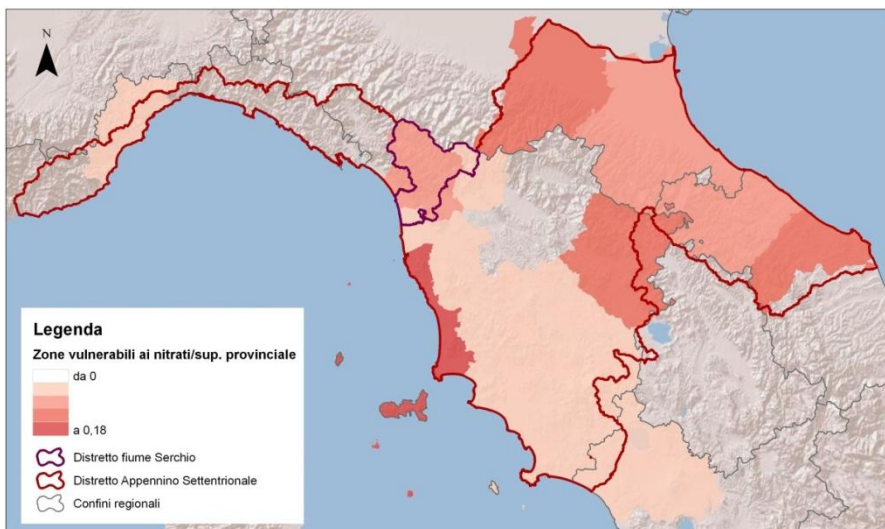 N
Legenda
Zone vulnerabili ai nitrati/sup. provinciale
da 0
a 0,18
Distretto fiume Serchio
Distretto Appennino Settentrionale
Confini regionali